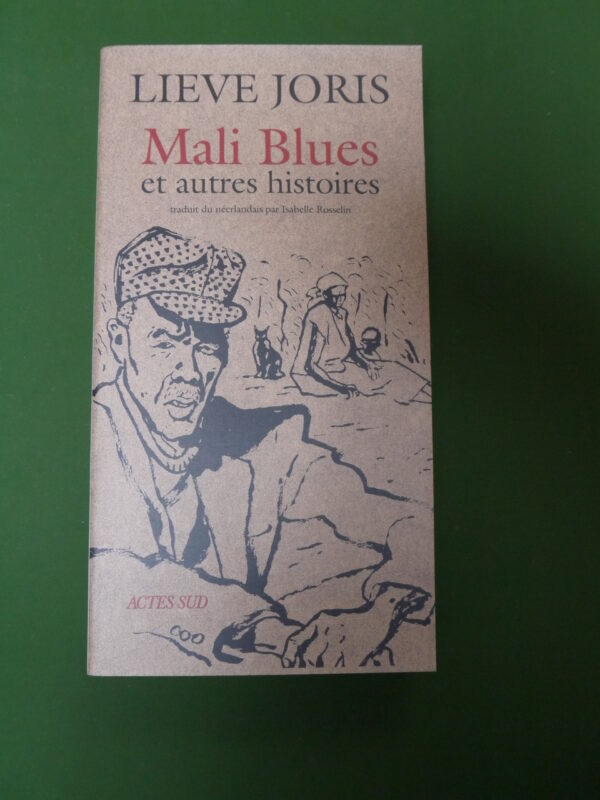 LIEVE JORIS
Mali Blues
et autres histoires
traduit du néerlandais par Isabelle Rosselin
ACTES SUD